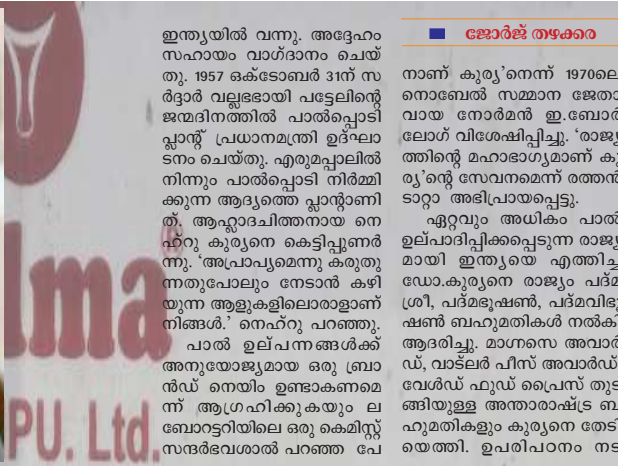 ഇന്ത്യയിൽ വന്നു. അദ്ദേഹം
സഹായം വാഗ്ദാനം ചെയ്
തു. 1957 ഒക്ടോബർ 31ന് സ
ർദ്ദാർ വല്ലഭഭായി പട്ടേലിന്റെ
ജന്മദിനത്തിൽ പാൽപ്പൊടി
പ്ലാന്റ് പ്രധാനമന്ത്രി ഉദ്ഘാ
ടനം ചെയ്തു. എരുമപ്പാലിൽ
നിന്നും പാൽപ്പൊടി നിർമ്മി
ക്കുന്ന ആദ്യത്തെ പ്ലാന്റാണി
ത്. ആഹ്ലാദചിത്തനായ നെ
ഹ്റു കുര്യനെ കെട്ടിപ്പുണർ
ന്നു. ‘അപ്രാപ്യമെന്നു കരുതു
ന്നതുപോലും നേടാൻ കഴി
യുന്ന ആളുകളിലൊരാളാണ്
നിങ്ങൾ.’ നെഹ്റു പറഞ്ഞു.
പാൽ ഉല്പന്നങ്ങൾക്ക്
അനുയോജ്യമായ ഒരു ബ്രാ
ൻഡ് നെയിം ഉണ്ടാകണമെ
ന്ന് ആഗ്രഹിക്കുകയും ല
ബോറട്ടറിയിലെ ഒരു കെമിസ്റ്റ്
സന്ദർഭവശാൽ പറഞ്ഞ പേ
ജോർജ് തഴക്കര
നാണ് കുര്യ’നെന്ന് 1970ലെ
നൊബേൽ സമ്മാന ജേതാ
വായ നോർമൻ ഇ.ബോർ
ലോഗ് വിശേഷിപ്പിച്ചു. ‘രാജ്യ
ത്തിന്റെ മഹാഭാഗ്യമാണ് കു
ര്യ’ന്റെ സേവനമെന്ന് രത്തൻ
ടാറ്റാ അഭിപ്രായപ്പെട്ടു.
ഏറ്റവും അധികം പാൽ
ഉല്പാദിപ്പിക്കപ്പെടുന്ന രാജ്യ
മായി ഇന്ത്യയെ എത്തിച്ച
ഡോ.കുര്യനെ രാജ്യം പദ്മ
ശ്രീ, പദ്മഭൂഷൺ, പദ്മവിഭൂ
ഷൺ ബഹുമതികൾ നൽകി
ആദരിച്ചു. മാഗ്നസെ അവാർ
ഡ്, വാട്‌ലർ പീസ് അവാർഡ്
വേൾഡ് ഫുഡ് പ്രൈസ് തുട
ങ്ങിയുള്ള അന്താരാഷ്ട്ര ബ
ഹുമതികളും കുര്യനെ തേടി
യെത്തി. ഉപരിപഠനം നട
lma®
PU. Ltd.